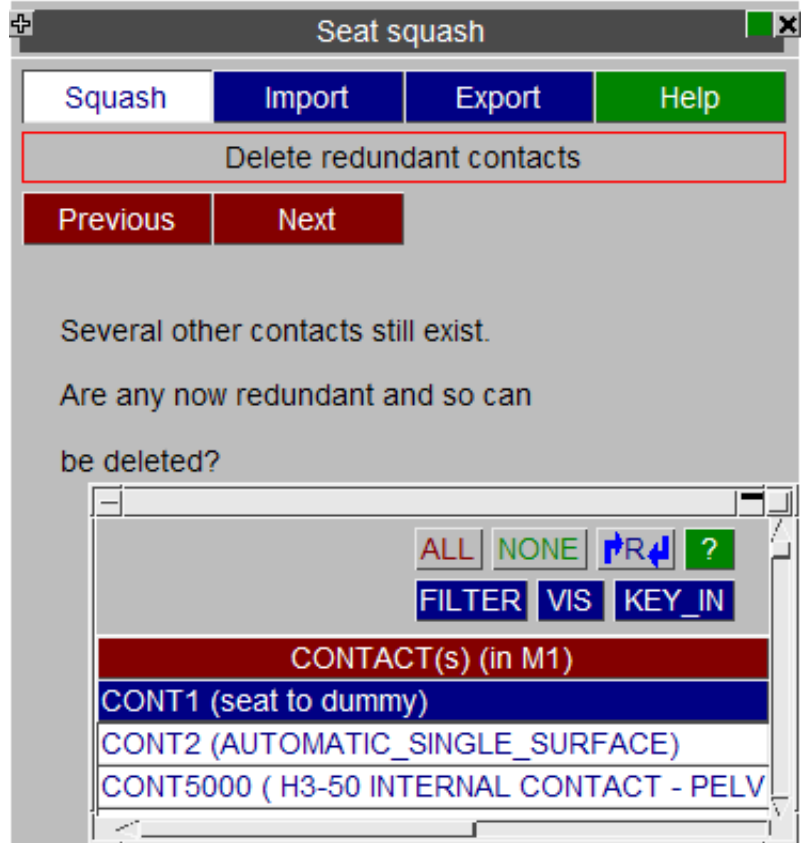 Seat squash
Squash Import Export Help
Delete redundant contacts
Previous Next
Several other contacts still exist.
Are any now redundant and so can
be deleted?
ALL NONE R ?
FILTER VIS KEY_IN
CONTACT(s) (in M1)
CONT1 (seat to dummy)
CONT2 (AUTOMATIC_SINGLE_SURFACE)
CONT5000 ( H3-50 INTERNAL CONTACT - PELV